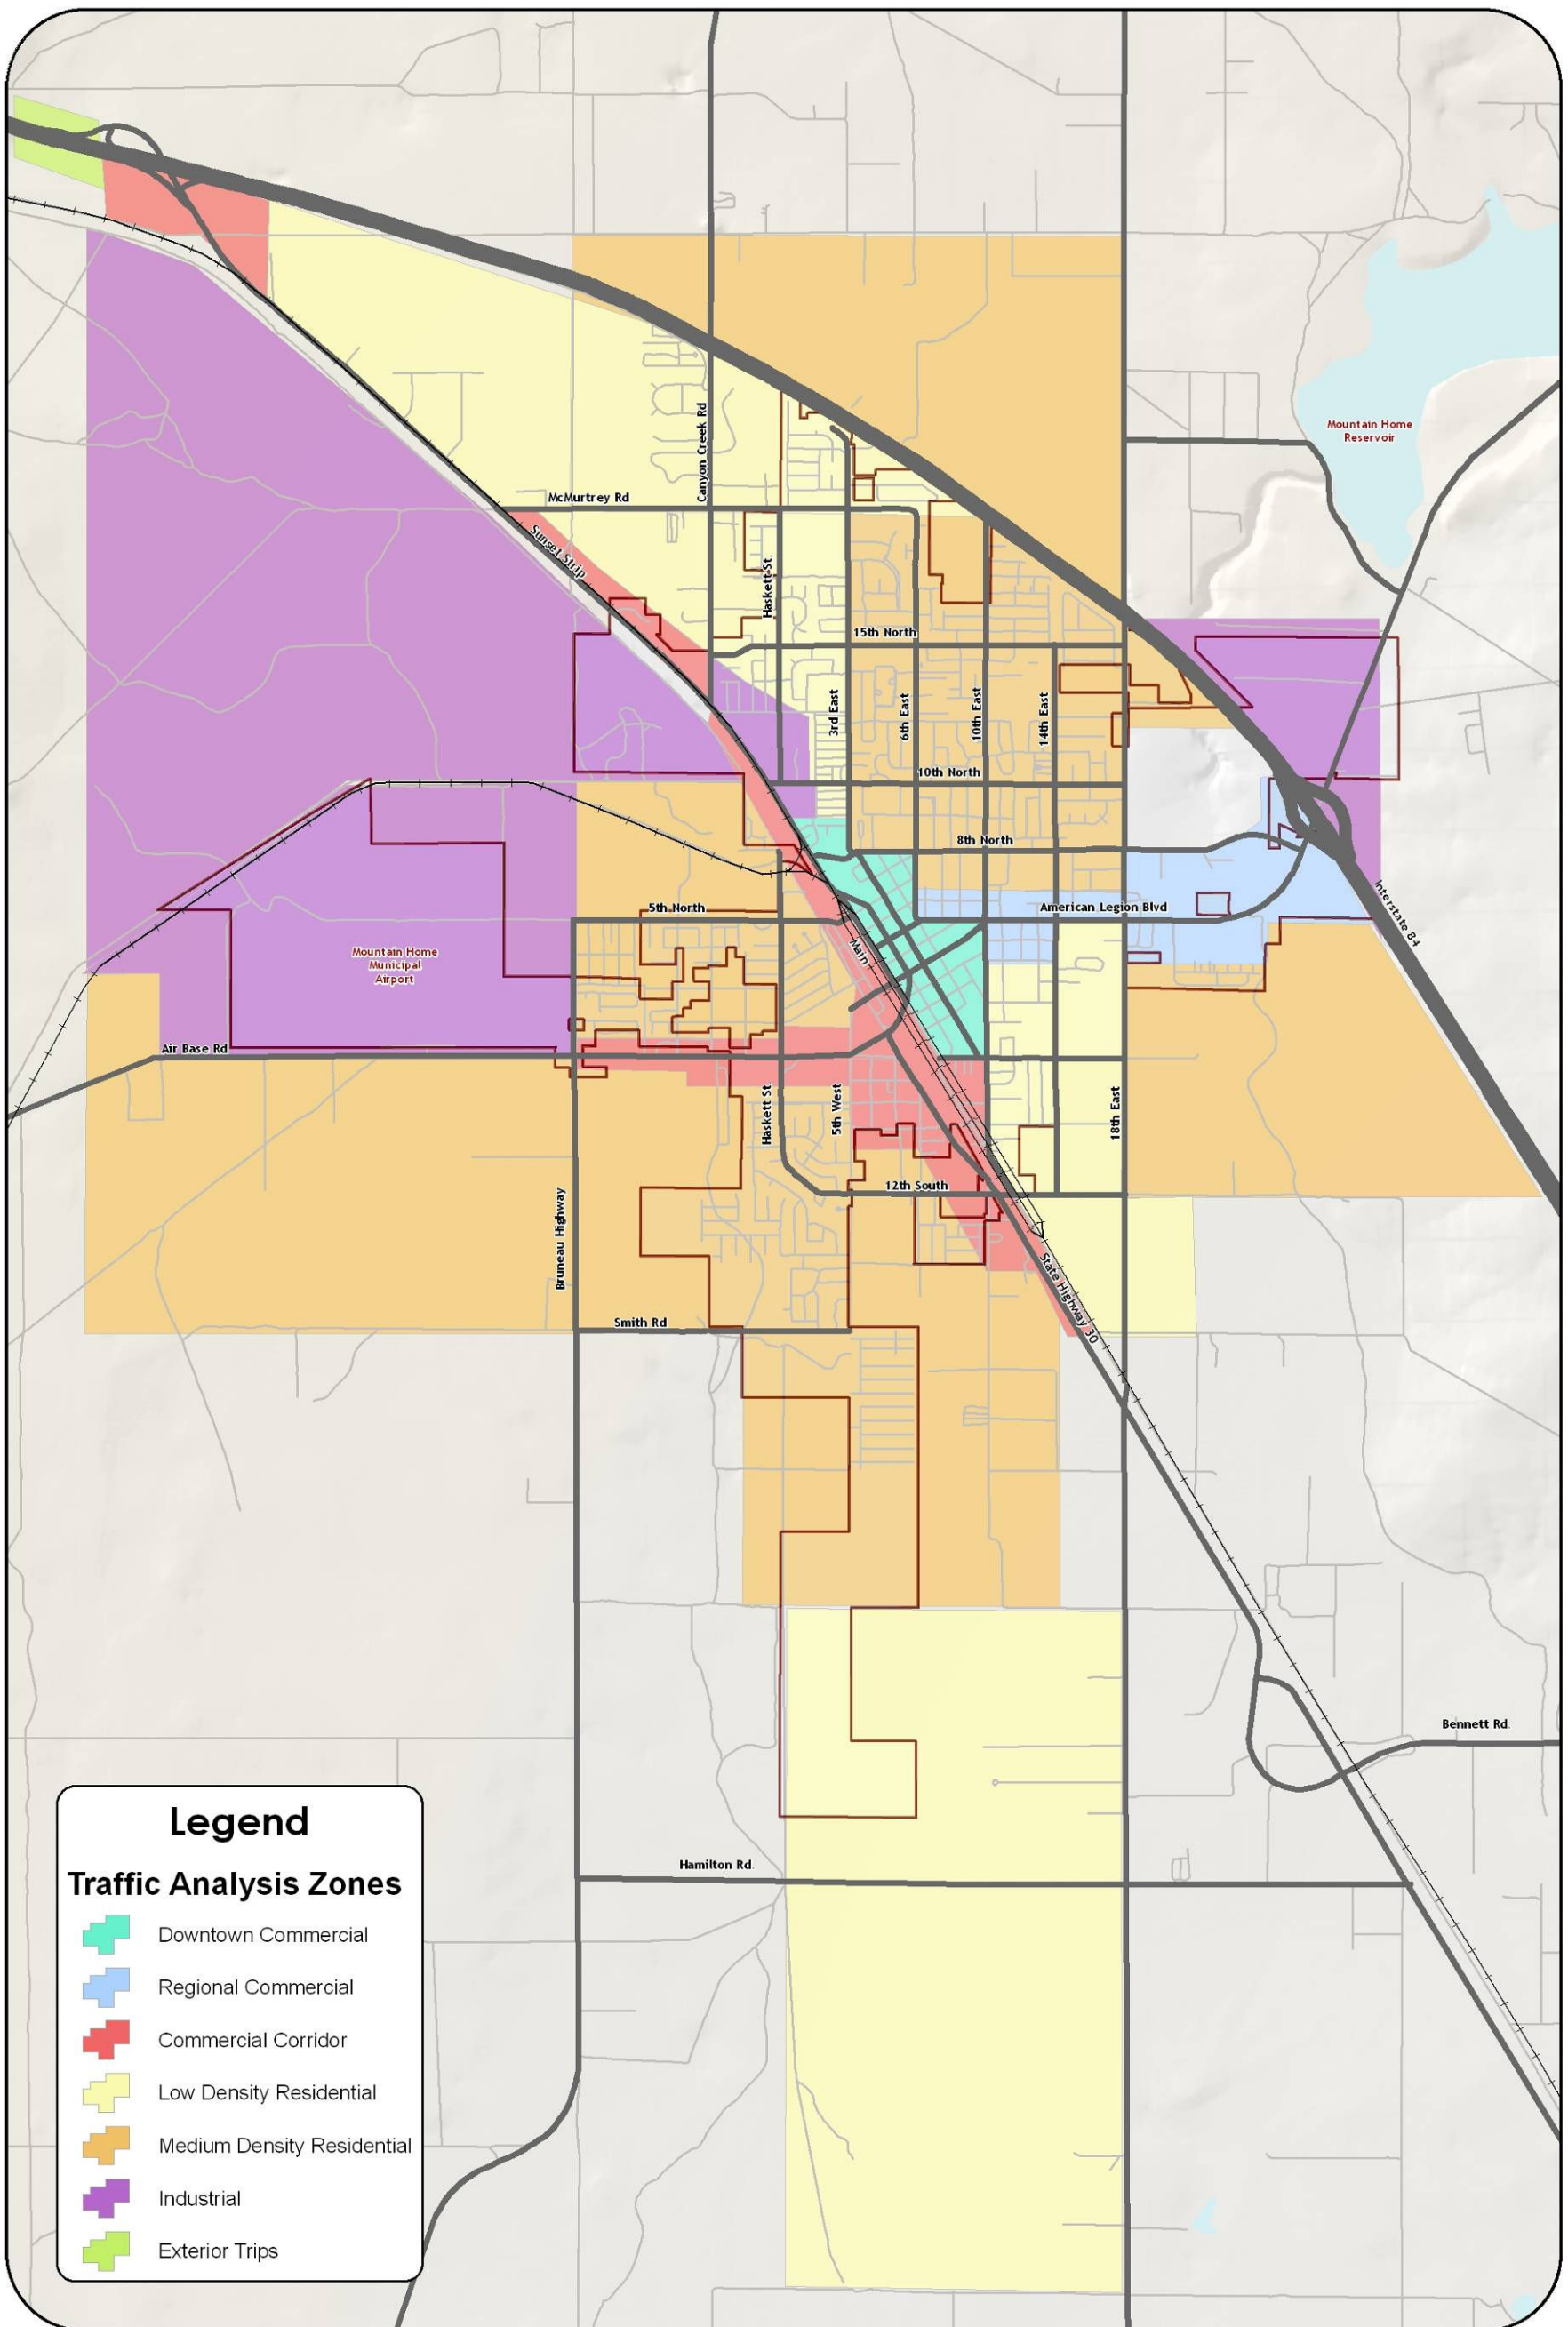 Mountain Home
Reservoir
Canyon Creek Rd
McMurtrey Rd
Sunset Strip
Haskett St.
15th North
3rd East
6th East
10th East
14th East
10th North
8th North
Interstate 84
5th North
American Legion Blvd
Main
Mountain Home
Municipal
Airport
Air Base Rd
Haskett St
5th West
18th East
12th South
Bruneau Highway
State Highway 30
Smith Rd
Bennett Rd.
Hamilton Rd.
Legend
Traffic Analysis Zones
Downtown Commercial
Regional Commercial
Commercial Corridor
Low Density Residential
Medium Density Residential
Industrial
Exterior Trips